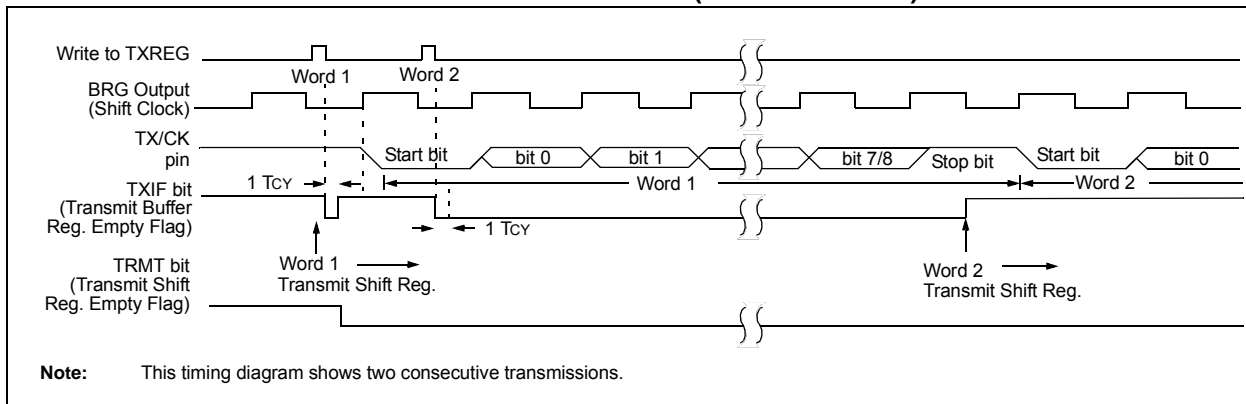 Write to TXREG
Word 1 Word 2
BRG Output
(Shift Clock)
TX/CK
pin
Start bit bit 0 bit 1 bit 7/8 Stop bit Start bit bit 0
1 TCY Word 1 Word 2
TXIF bit
(Transmit Buffer
Reg. Empty Flag)
1 TCY
Word 1
Transmit Shift Reg.
Word 2
Transmit Shift Reg.
TRMT bit
(Transmit Shift
Reg. Empty Flag)
Note: This timing diagram shows two consecutive transmissions.